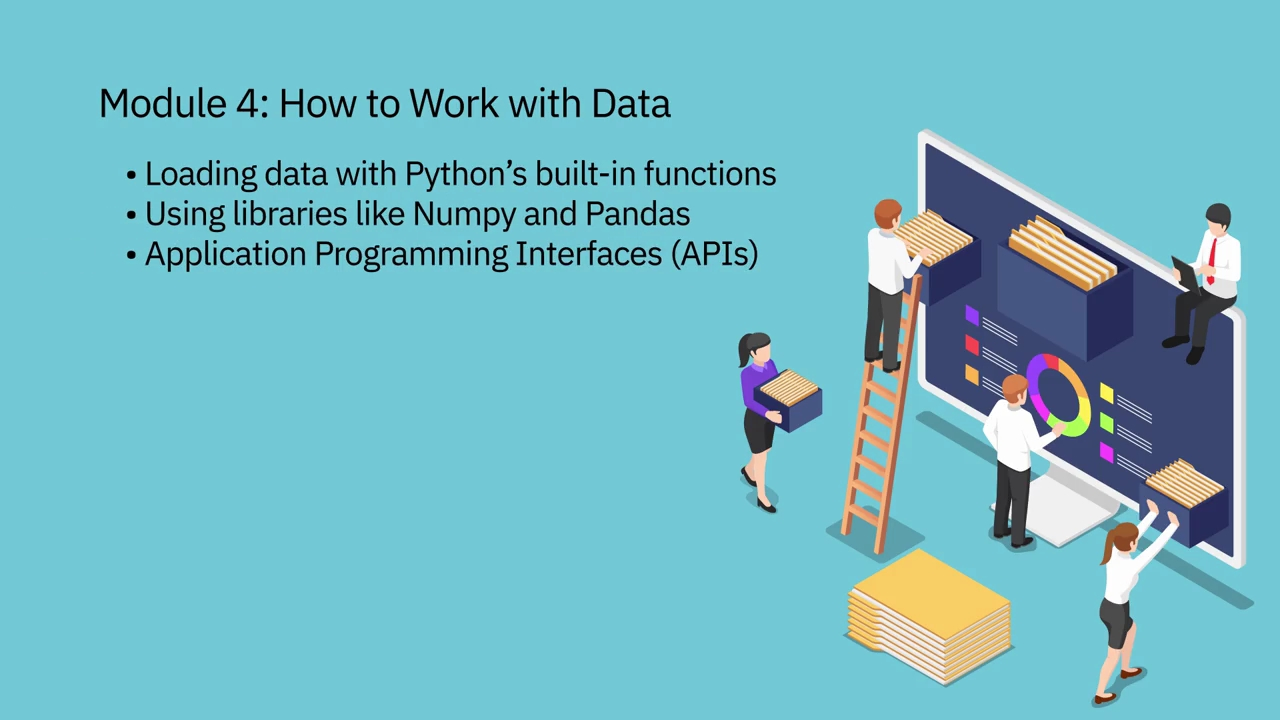 Module 4: How to Work with Data
• Loading data with Python’s built-in functions
• Using libraries like Numpy and Pandas
• Application Programming Interfaces (APIs)